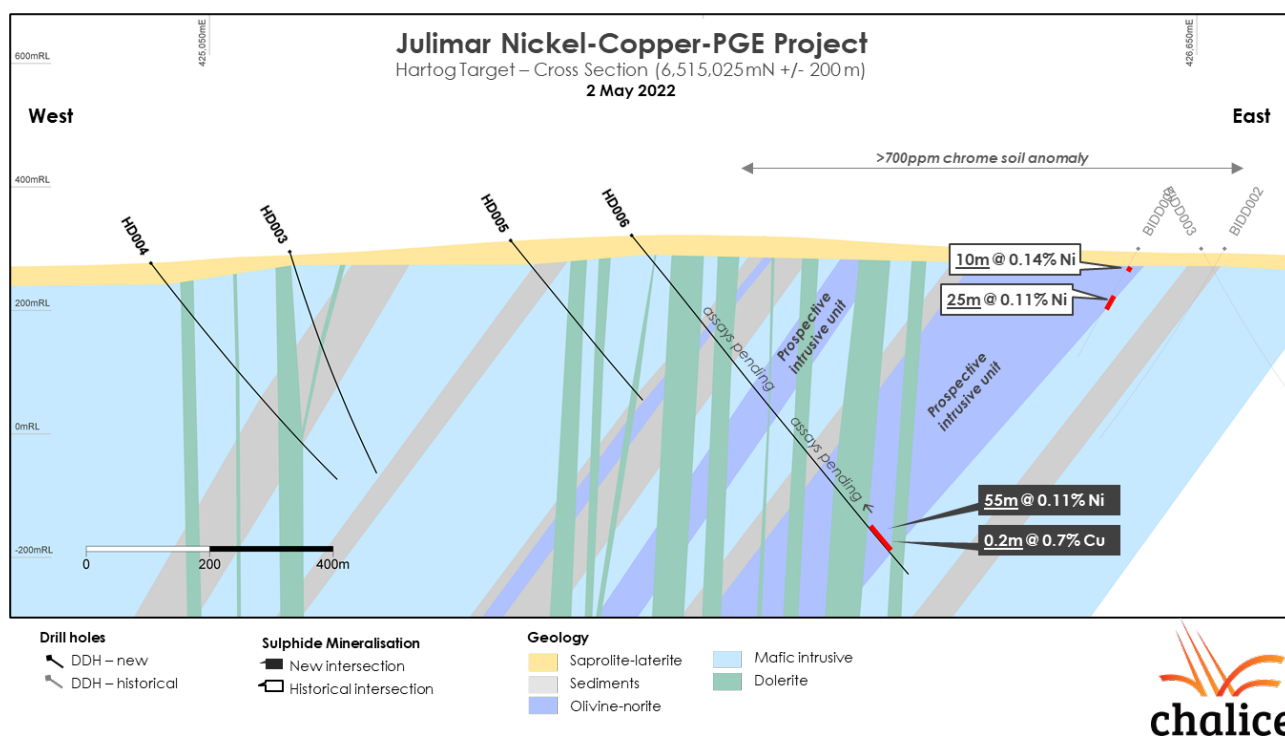 425,050mE
426,650mE
Julimar Nickel-Copper-PGE Project
Hartog Target – Cross Section (6,515,025mN +/- 200m)
2 May 2022
600mRL
West
East
>700ppm chrome soil anomaly
400mRL
HD004
HD003
HD005
HD006
BIDD003
BIDD002
10m @ 0.14% Ni
25m @ 0.11% Ni
200mRL
assays pending
Prospective
intrusive unit
Prospective
intrusive unit
0mRL
assays pending
55m @ 0.11% Ni
0.2m @ 0.7% Cu
-200mRL
0
200
400m
Drill holes
DDH – new
DDH – historical
Sulphide Mineralisation
New intersection
Historical intersection
Geology
Saprolite-laterite
Sediments
Olivine-norite
Mafic intrusive
Dolerite
chalice